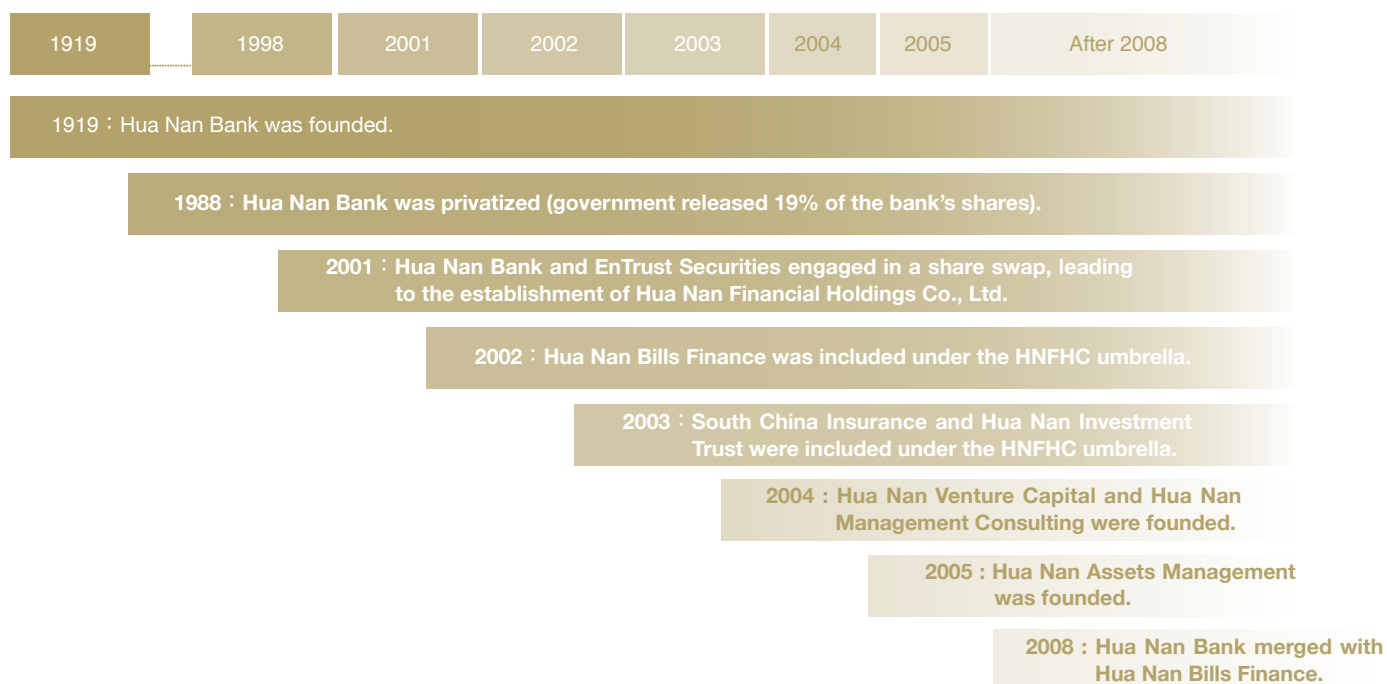 1919
1998
2001
2002
2003
2004
2005
After 2008
1919：Hua Nan Bank was founded.
1988：Hua Nan Bank was privatized (government released 19% of the bank’s shares).
2001：Hua Nan Bank and EnTrust Securities engaged in a share swap, leading
to the establishment of Hua Nan Financial Holdings Co., Ltd.
2002：Hua Nan Bills Finance was included under the HNFHC umbrella.
2003：South China Insurance and Hua Nan Investment
Trust were included under the HNFHC umbrella.
2004 : Hua Nan Venture Capital and Hua Nan
Management Consulting were founded.
2005 : Hua Nan Assets Management
was founded.
2008 : Hua Nan Bank merged with
Hua Nan Bills Finance.